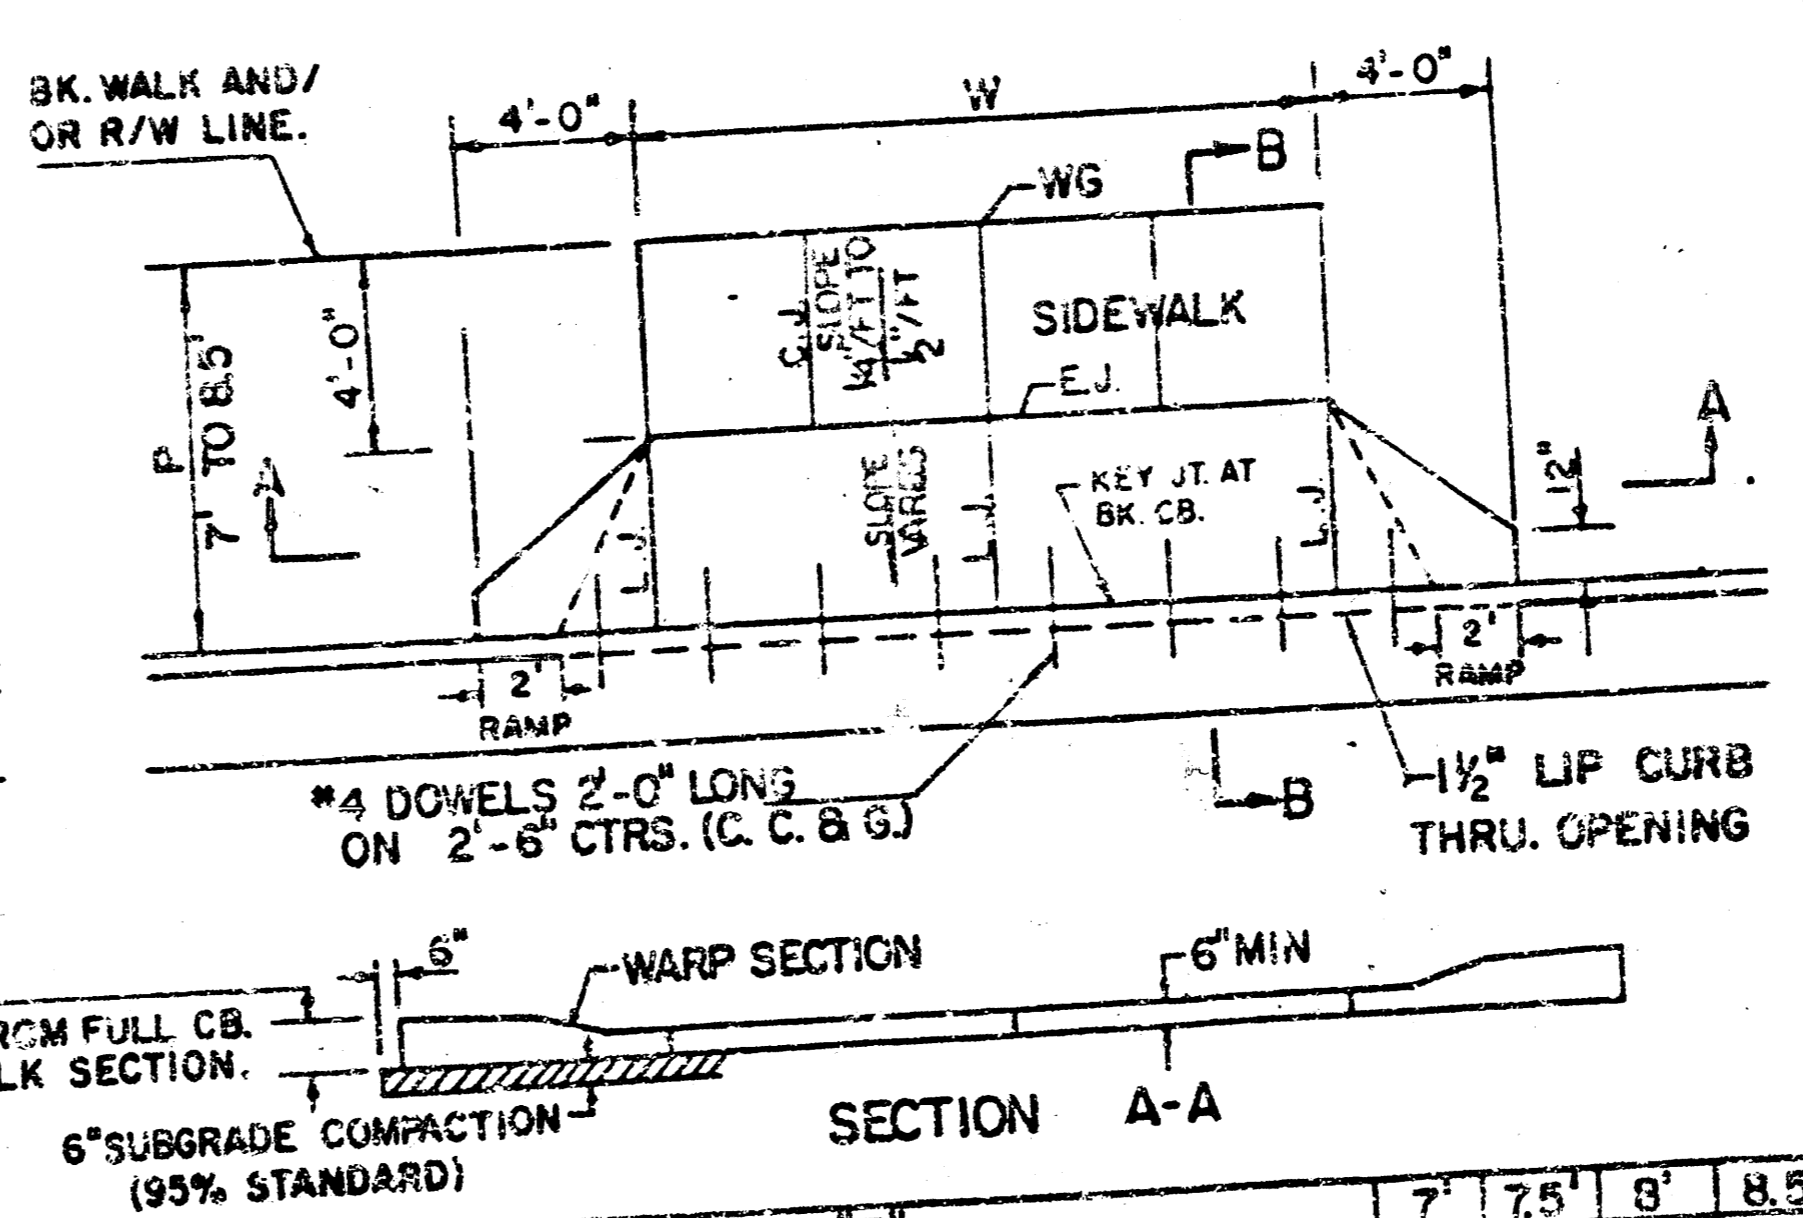 BK. WALK AND/
OR R/W LINE.
4'-0"
W
4'-0"
B
WG
SLOPE
1/4"/FT TO
1"/FT
2
C.J.
SIDEWALK
4'-0"
P
7' TO 8.5'
E.J.
A
A
12"
SLOPE
VARIES
KEY JT. AT
BK. CB.
L.J.
L.J.
L.J.
2'
RAMP
2'
RAMP
#4 DOWELS 2'-0" LONG
ON 2'-6" CTRS. (C. C. & G.)
B
1½" LIP CURB
THRU. OPENING
6"
WARP SECTION
6" MIN
FULL CB.
SECTION.
6" SUBGRADE COMPACTION
(95% STANDARD)
SECTION A-A
7' 7.5' 8' 8.5